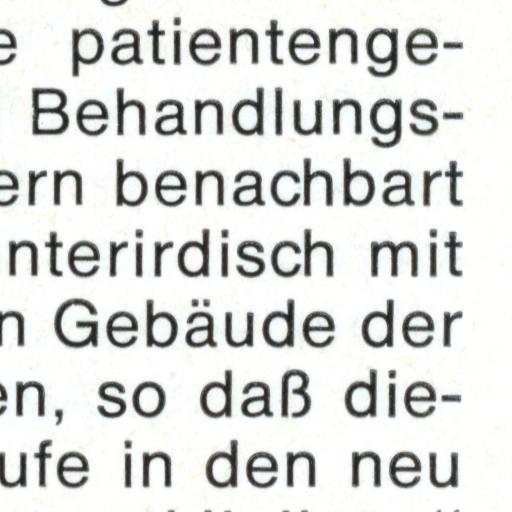 e patientenge-
Behandlungs-
ern benachbart
nterirdisch mit
n Gebäude der
en, so daß die-
ufe in den neu